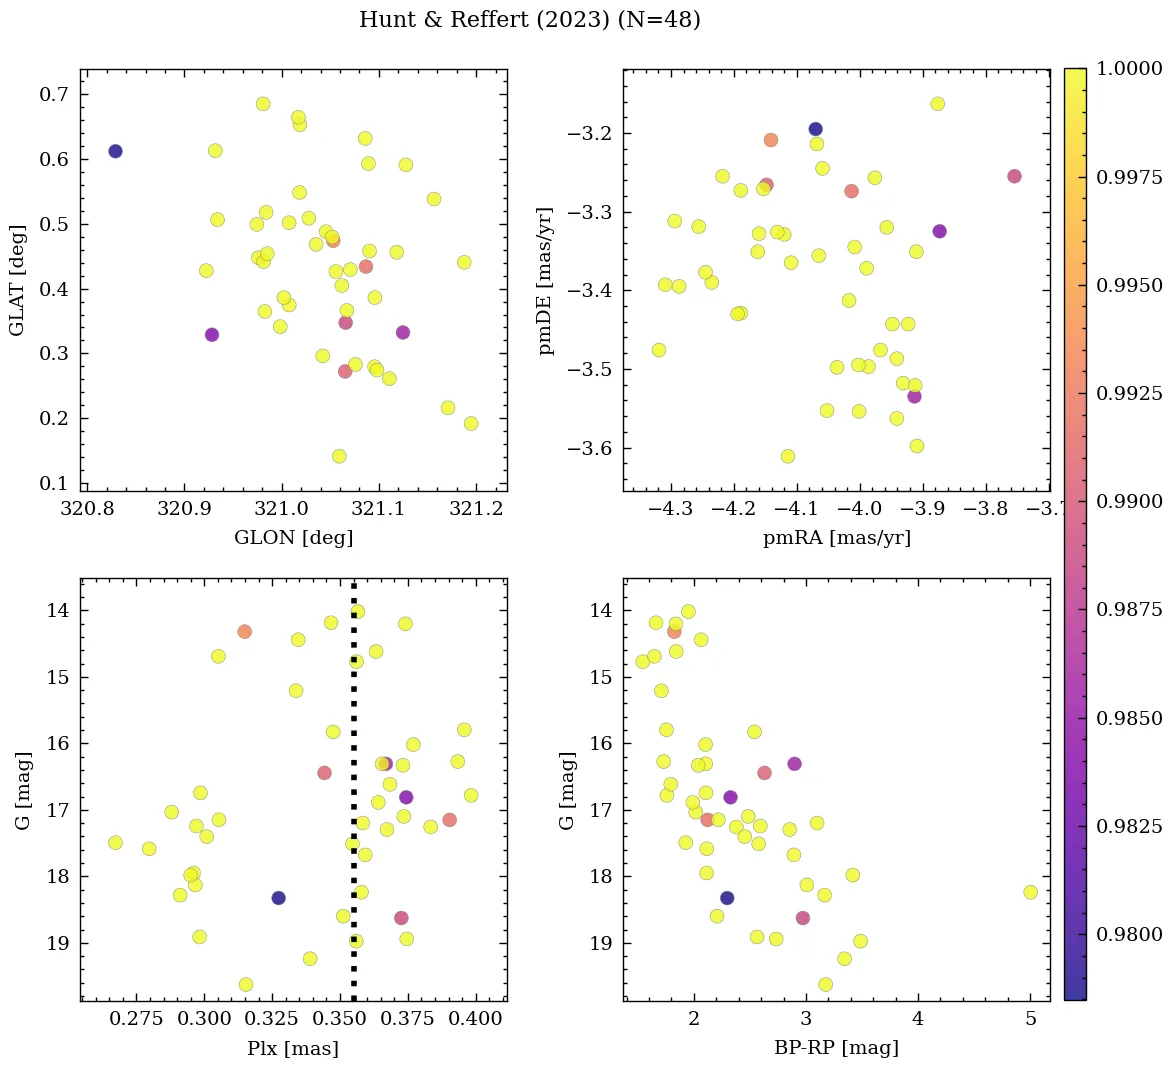 Hunt & Reffert (2023) (N=48)
0.7
0.6
0.5
0.4
0.3
0.2
0.1
GLAT [deg]
320.8 320.9 321.0 321.1 321.2
GLON [deg]
−3.2
−3.3
−3.4
−3.5
−3.6
pmDE [mas/yr]
−4.3 −4.2 −4.1 −4.0 −3.9 −3.8 −3.7
pmRA [mas/yr]
14
15
16
17
18
19
G [mag]
0.275 0.300 0.325 0.350 0.375 0.400
Plx [mas]
14
15
16
17
18
19
G [mag]
2 3 4 5
BP-RP [mag]
1.0000
0.9975
0.9950
0.9925
0.9900
0.9875
0.9850
0.9825
0.9800